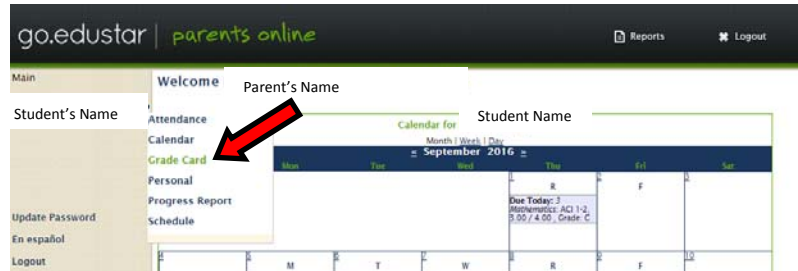 go.edustar | parents online
Reports
Logout
Main
Welcome
Parent's Name
Student's Name
Student Name
Attendance
Calendar
Grade Card
Personal
Progress Report
Schedule
Update Password
En español
Logout
Calendar for
Month | Week | Day
« September 2016 »
Mon Tue Wed Thu Fri Sat
1 R
2 F
3
Due Today: 3
Mathematics: ACI 1-2,
3.00 / 4.00 , Grade: C
4
5 M
6 T
7 W
8 R
9 F
10